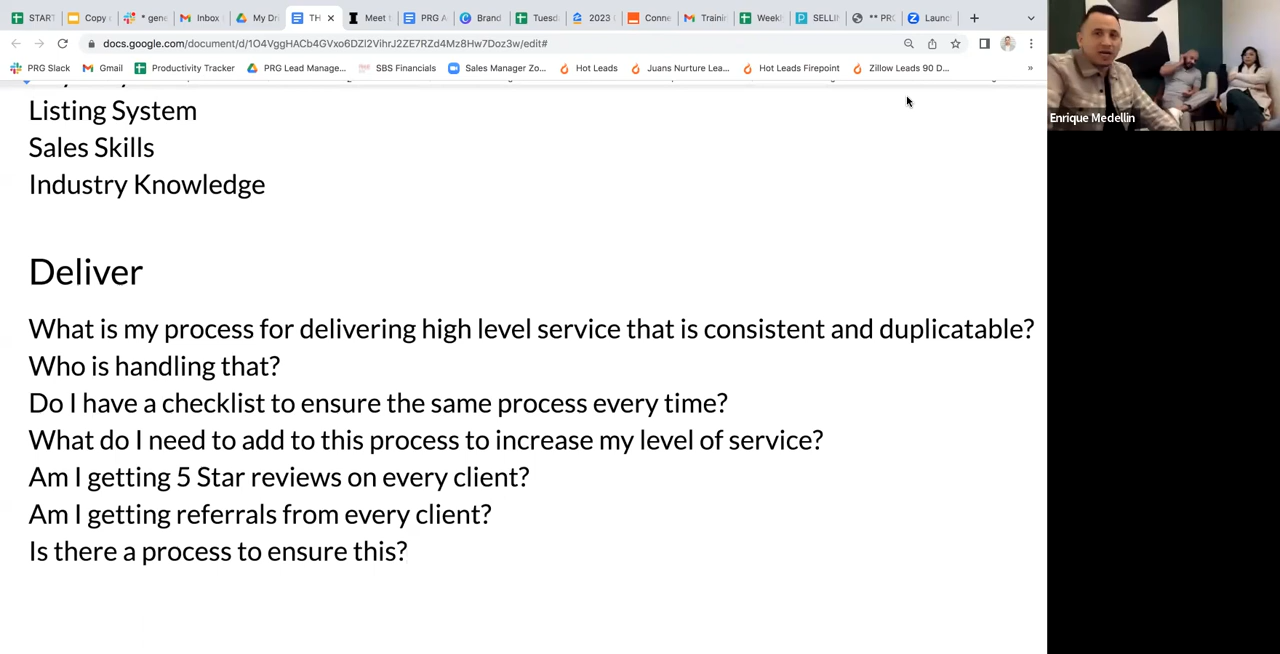 START
Copy
* gene
Inbox
My Dri
TH
Meet
PRG A
Brand
Tuesd
2023
Conne
Trainin
Weekl
SELLIN
** PRO
Launc
docs.google.com/document/d/1O4VggHACb4GVxo6DZl2VihrJ2ZE7RZd4Mz8Hw7Doz3w/edit#
PRG Slack
Gmail
Productivity Tracker
PRG Lead Manage...
SBS Financials
Sales Manager Zo...
Hot Leads
Juans Nurture Lea...
Hot Leads Firepoint
Zillow Leads 90 D...
»
Enrique Medellin
Listing System
Sales Skills
Industry Knowledge
Deliver
What is my process for delivering high level service that is consistent and duplicatable?
Who is handling that?
Do I have a checklist to ensure the same process every time?
What do I need to add to this process to increase my level of service?
Am I getting 5 Star reviews on every client?
Am I getting referrals from every client?
Is there a process to ensure this?